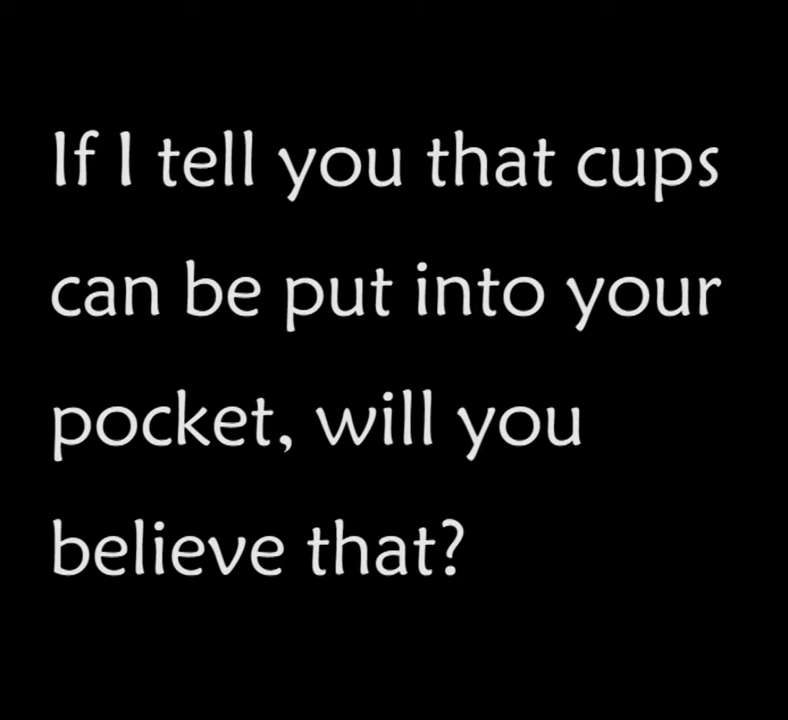 If I tell you that cups
can be put into your
pocket, will you
believe that?